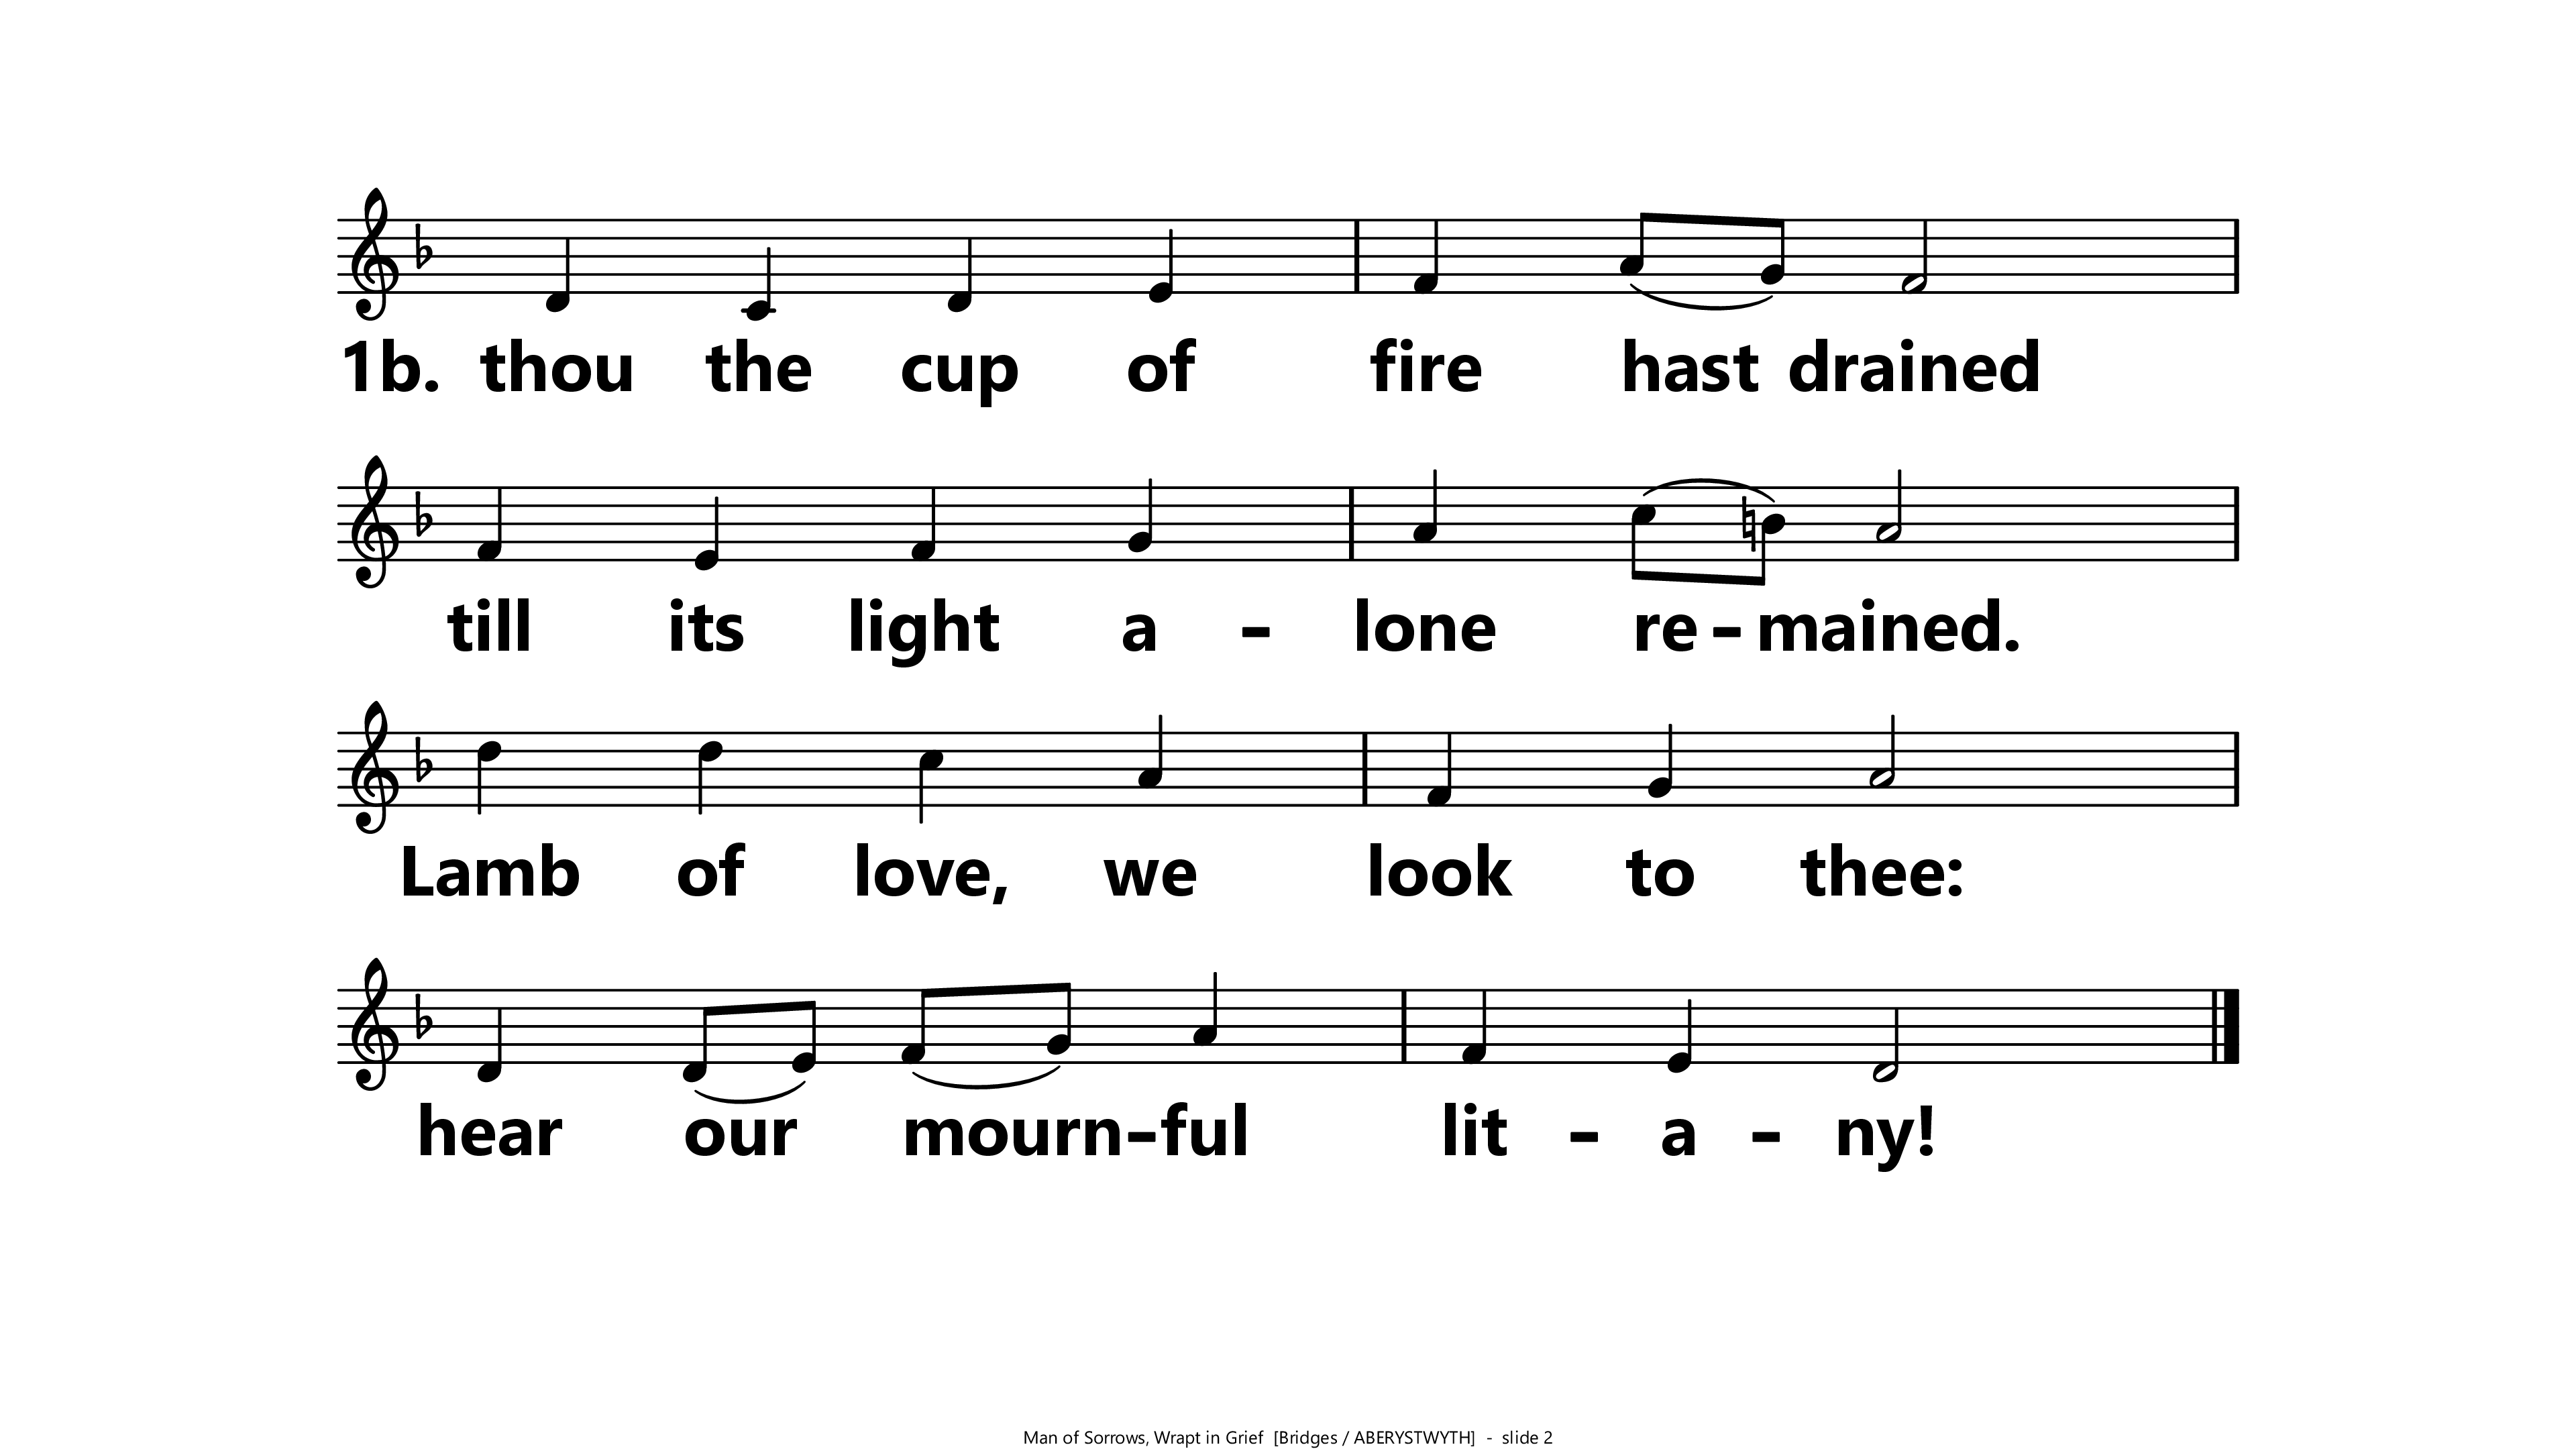 1b. thou the cup of fire hast drained
till its light a - lone re - mained.
Lamb of love, we look to thee:
hear our mourn - ful lit - a - ny!
Man of Sorrows, Wrapt in Grief [Bridges / ABERYSTWYTH] - slide 2